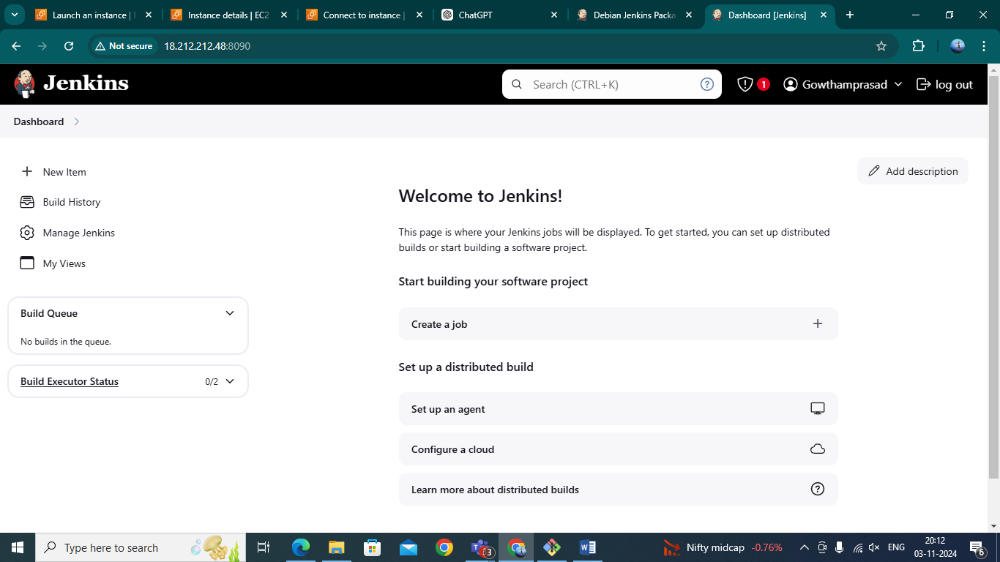 Launch an instance | E
Instance details | EC2
Connect to instance |
ChatGPT
Debian Jenkins Packa
Dashboard [Jenkins]
Not secure
18.212.212.48:8090
Jenkins
Search (CTRL+K)
1
Gowthamprasad
log out
Dashboard
New Item
Build History
Manage Jenkins
My Views
Build Queue
No builds in the queue.
Build Executor Status
0/2
Add description
Welcome to Jenkins!
This page is where your Jenkins jobs will be displayed. To get started, you can set up distributed
builds or start building a software project.
Start building your software project
Create a job
Set up a distributed build
Set up an agent
Configure a cloud
Learn more about distributed builds
Type here to search
3
Nifty midcap -0.76%
ENG
20:12
03-11-2024
6